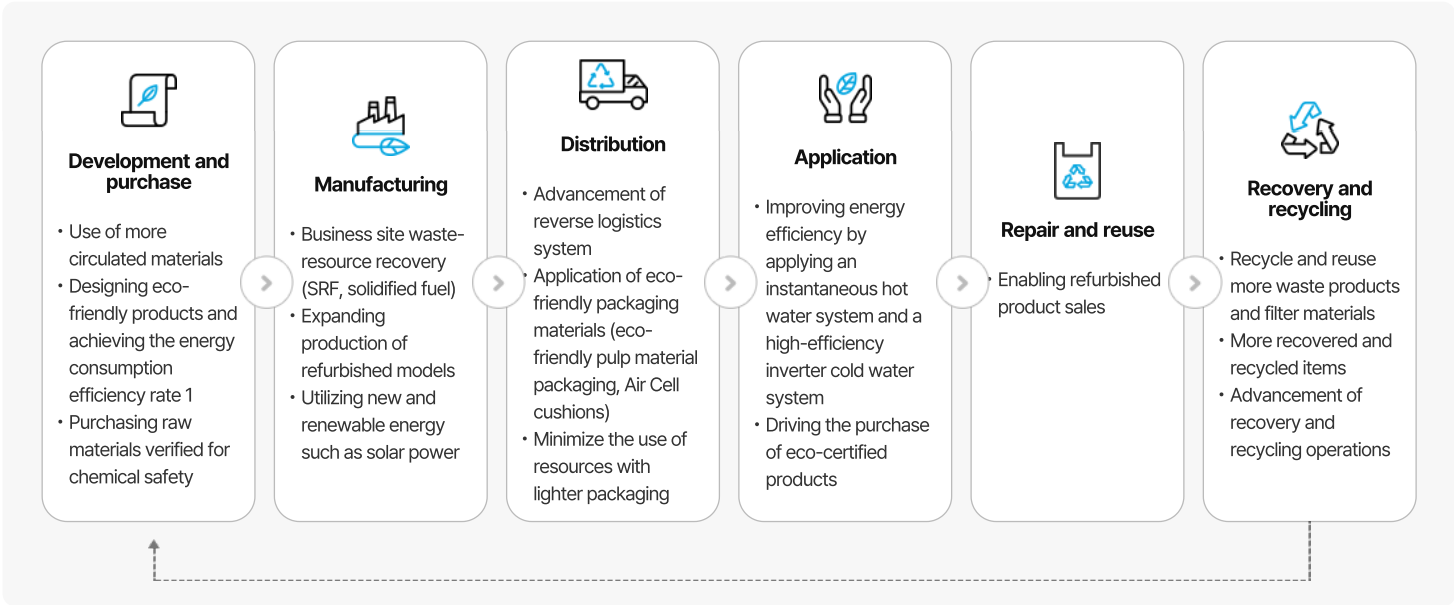 Development and
purchase
• Use of more
circulated materials
• Designing eco-
friendly products and
achieving the energy
consumption
efficiency rate 1
• Purchasing raw
materials verified for
chemical safety
Manufacturing
• Business site waste-
resource recovery
(SRF, solidified fuel)
• Expanding
production of
refurbished models
• Utilizing new and
renewable energy
such as solar power
Distribution
• Advancement of
reverse logistics
system
• Application of eco-
friendly packaging
materials (eco-
friendly pulp material
packaging, Air Cell
cushions)
• Minimize the use of
resources with
lighter packaging
Application
• Improving energy
efficiency by
applying an
instantaneous hot
water system and a
high-efficiency
inverter cold water
system
• Driving the purchase
of eco-certified
products
Repair and reuse
• Enabling refurbished
product sales
Recovery and
recycling
• Recycle and reuse
more waste products
and filter materials
• More recovered and
recycled items
• Advancement of
recovery and
recycling operations